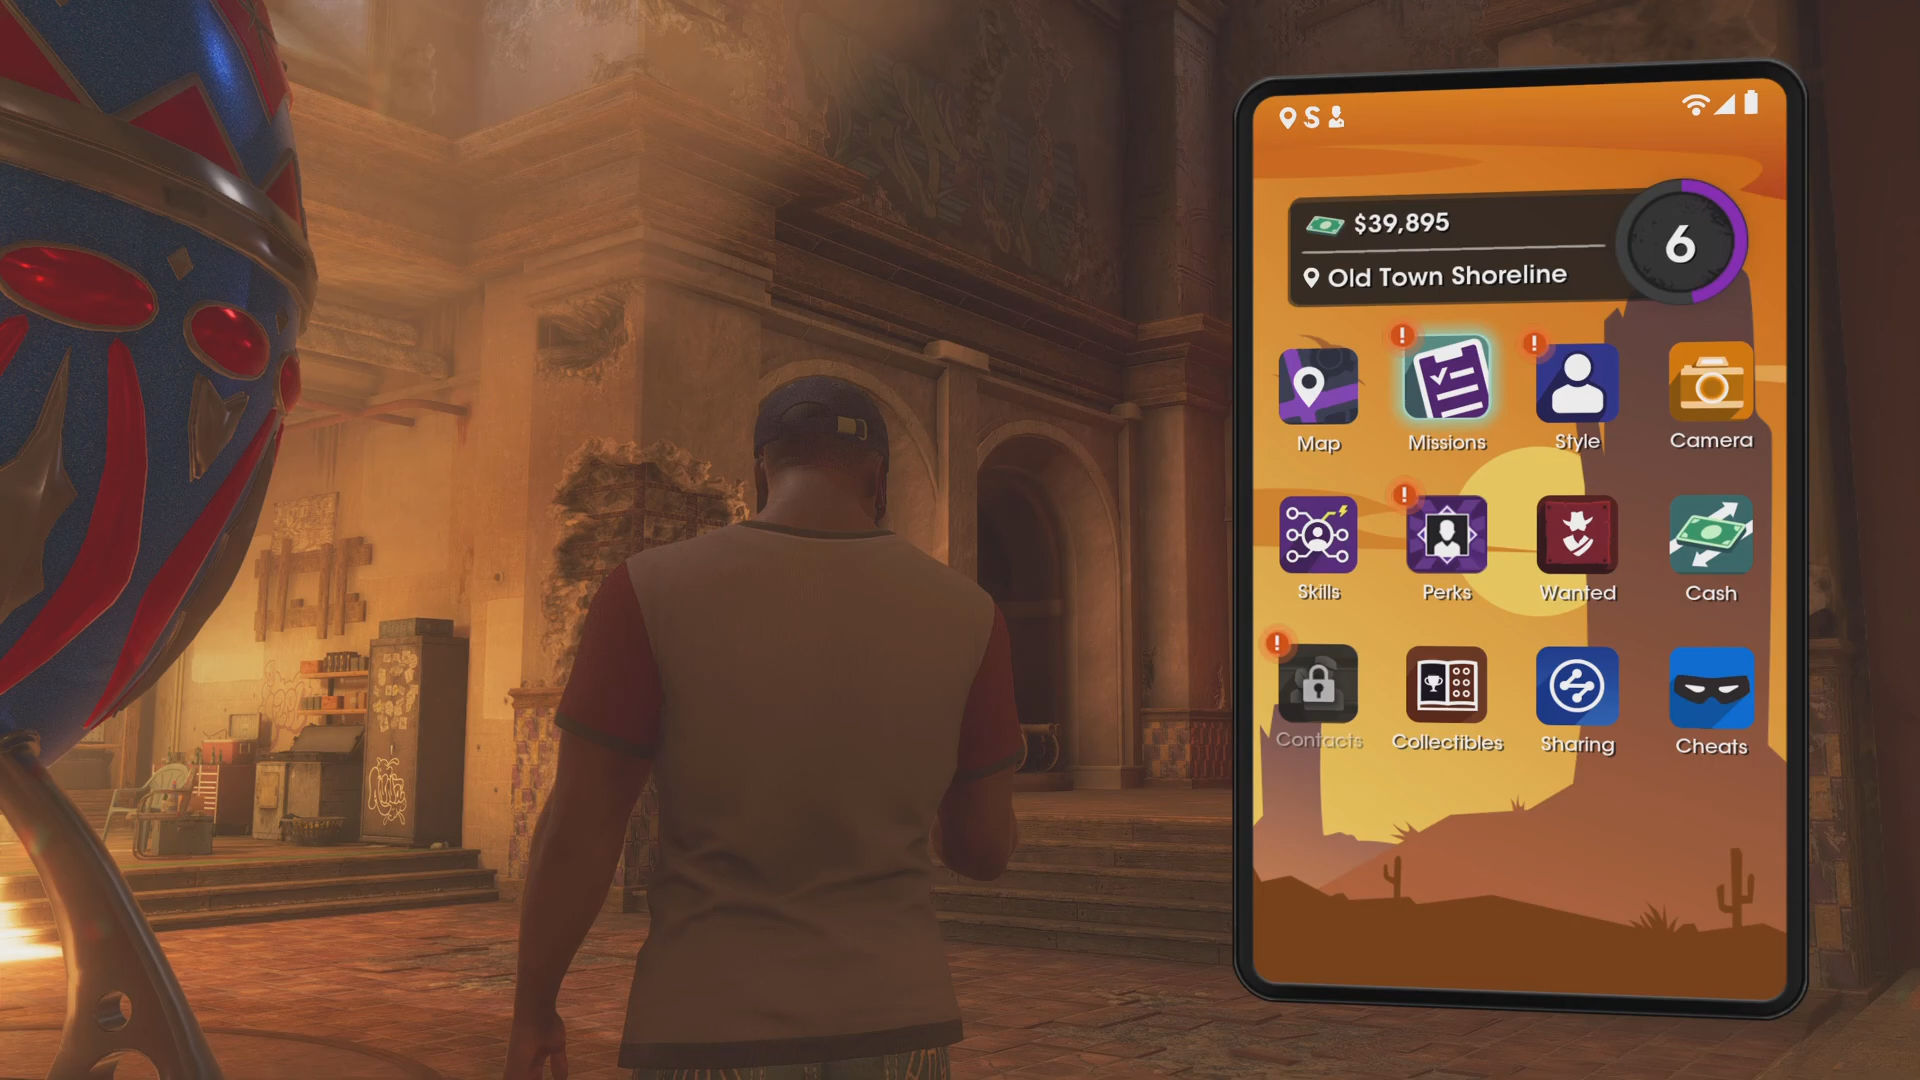 S
$39,895
6
Old Town Shoreline
!
!
Map
Missions
Style
Camera
!
Skills
Perks
Wanted
Cash
!
Contacts
Collectibles
Sharing
Cheats